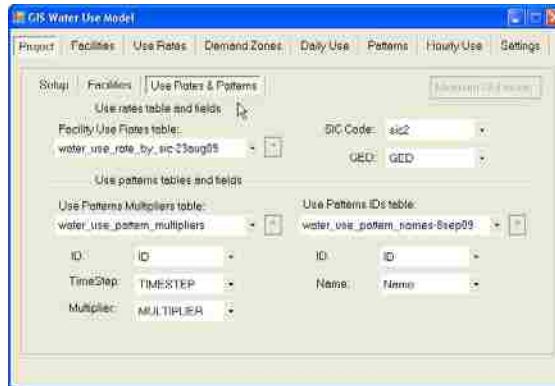 GIS Water Use Model
Project Facilities Use Rates Demand Zones Daily Use Patterns Hourly Use Settings
Setup Facilities Use Rates & Patterns
Use rates table and fields
Facility Use Rates table:
SIC Code: sic2
water_use_rate_by_sic-23aug09
GED: GED
Use patterns tables and fields
Use Patterns Multipliers table: Use Patterns IDs table:
water_use_pattern_multipliers water_use_pattern_names-8sep09
ID: ID ID: ID
TimeStep: TIMESTEP Name: Name
Multiplier: MULTIPLIER